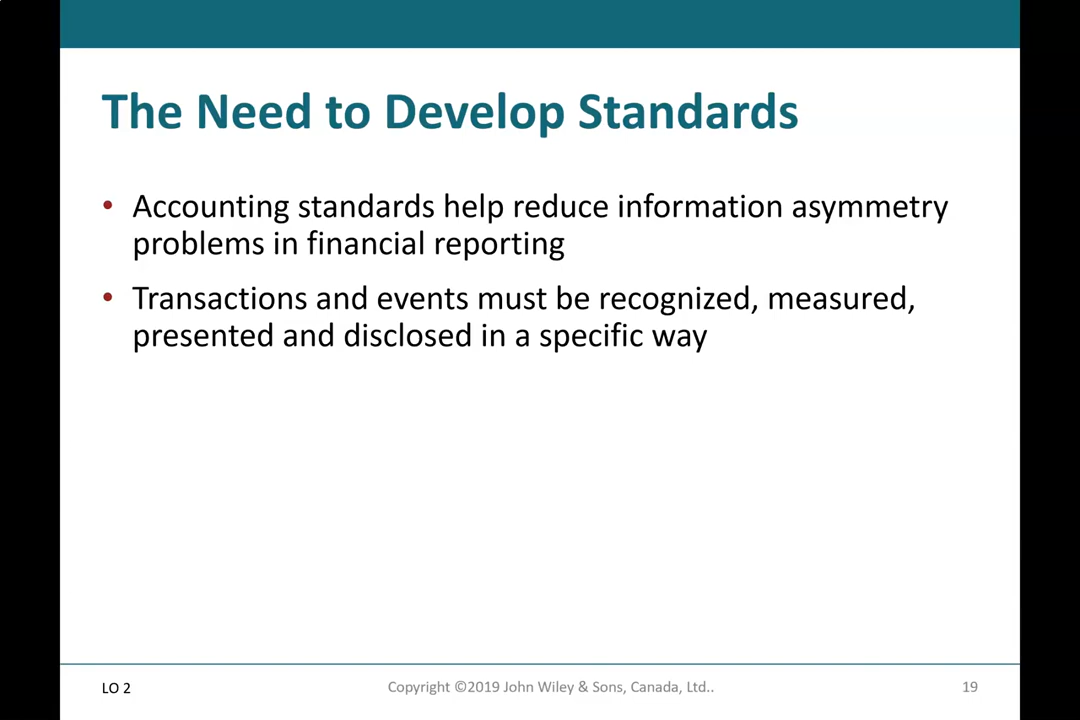 The Need to Develop Standards
• Accounting standards help reduce information asymmetry
problems in financial reporting
• Transactions and events must be recognized, measured,
presented and disclosed in a specific way
LO 2
Copyright ©2019 John Wiley & Sons, Canada, Ltd..
19